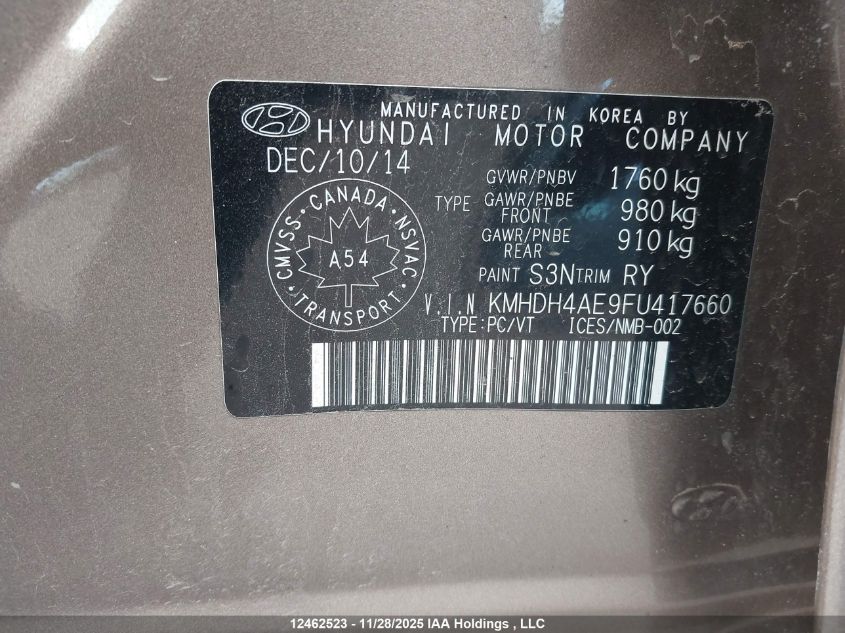 MANUFACTURED IN KOREA BY
HYUNDAI MOTOR COMPANY
DEC/10/14
GVWR/PNBV 1760 kg
TYPE GAWR/PNBE FRONT 980 kg
GAWR/PNBE REAR 910 kg
PAINT S3N TRIM RY
CMVSS · CANADA · NSVAC · TRANSPORT ·
A54
V.I.N KMHDH4AE9FU417660
TYPE:PC/VT ICES/NMB-002
12462523 - 11/28/2025 IAA Holdings , LLC